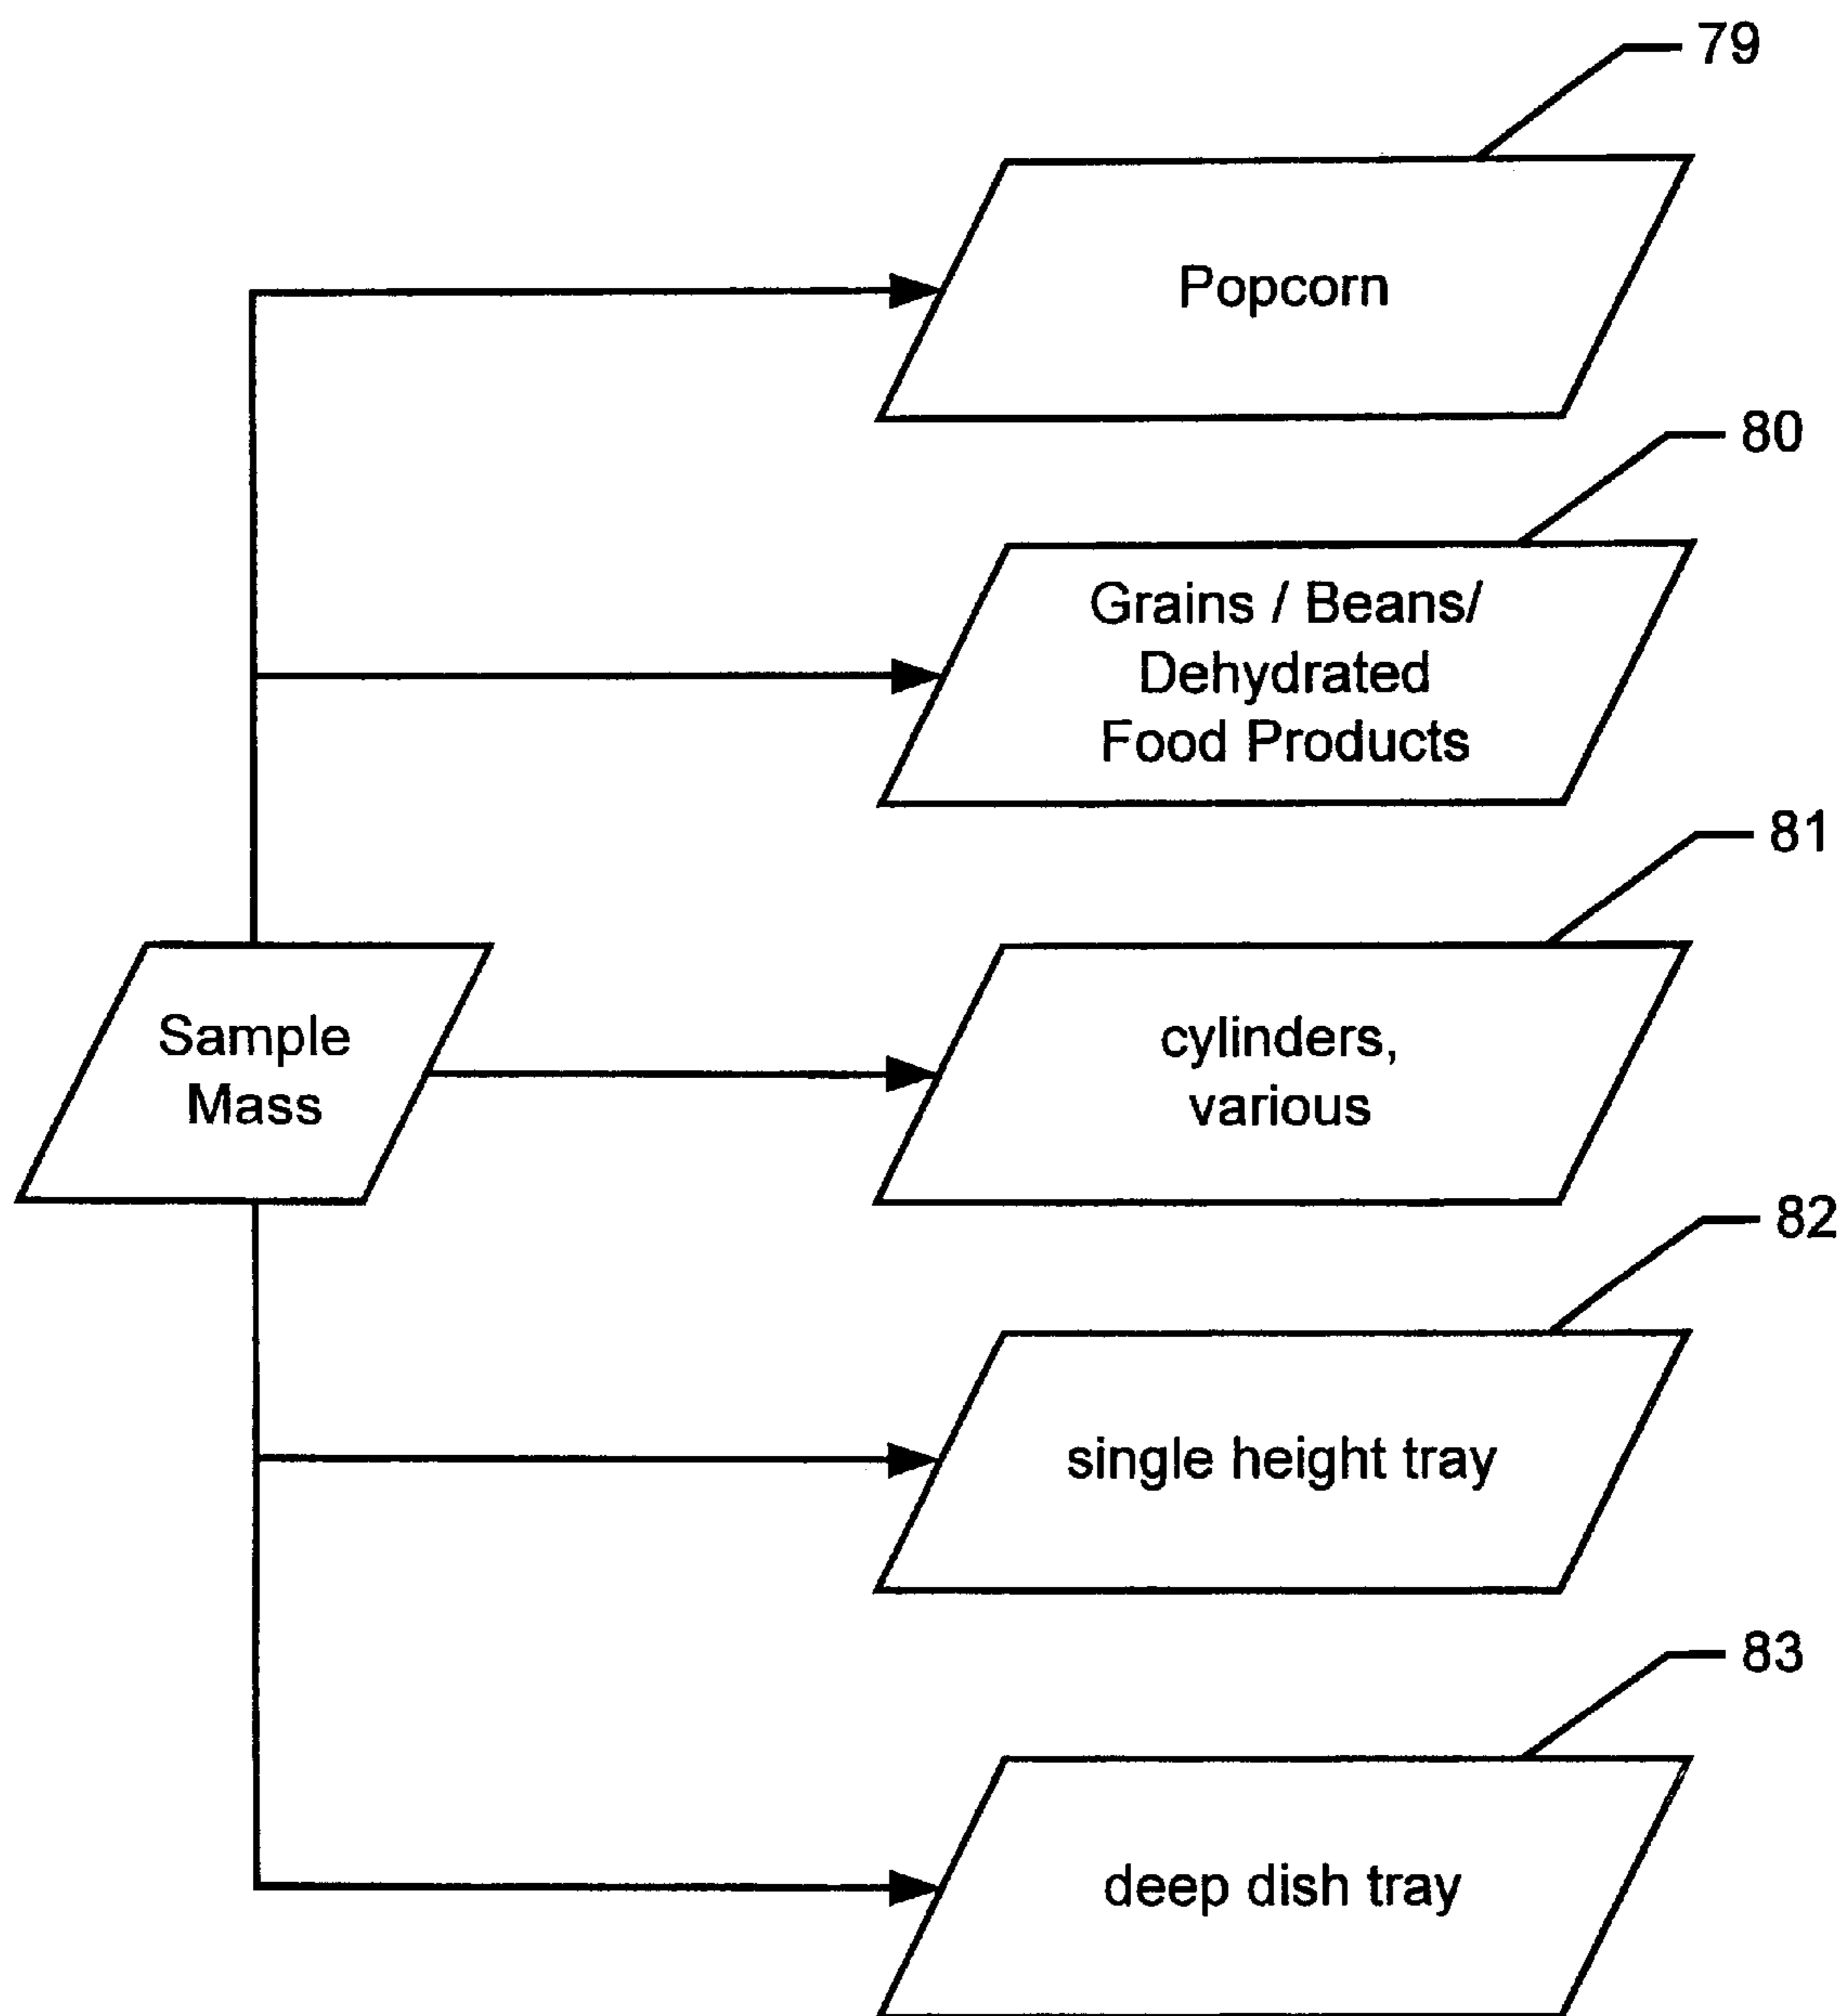 79
Popcorn
80
Grains / Beans/
Dehydrated
Food Products
81
Sample
Mass
cylinders,
various
82
single height tray
83
deep dish tray